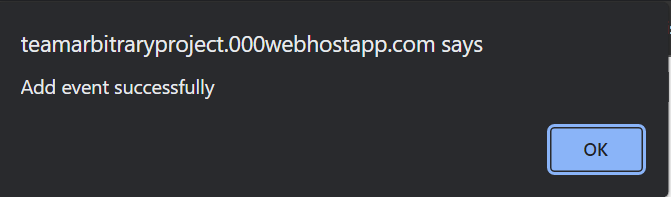 teamarbitraryproject.000webhostapp.com says
Add event successfully
OK